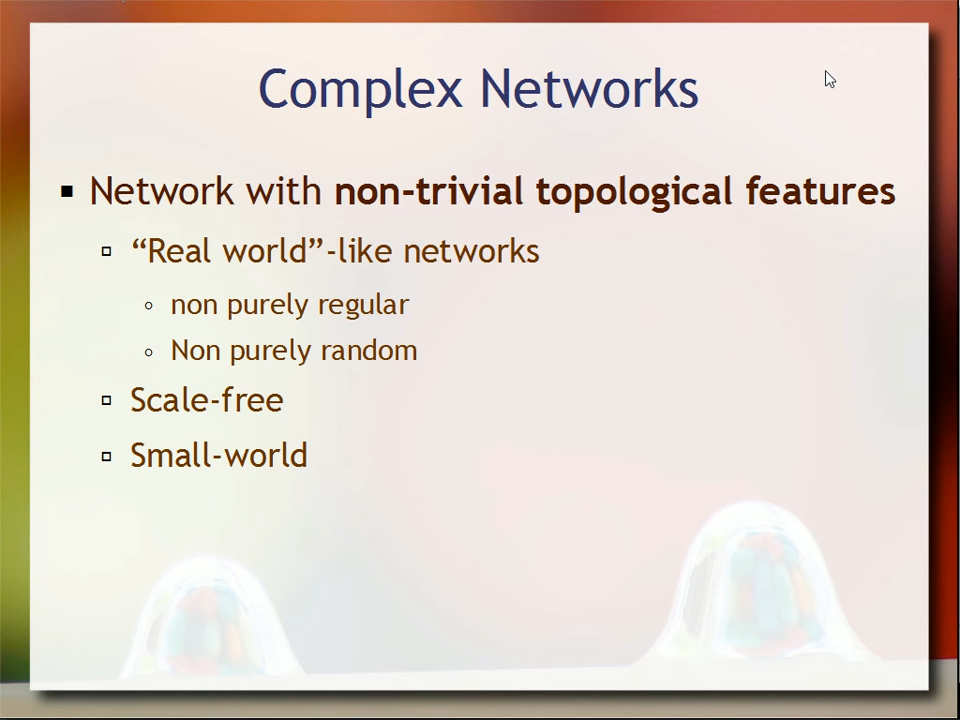 Complex Networks
Network with non-trivial topological features
“Real world”-like networks
non purely regular
Non purely random
Scale-free
Small-world